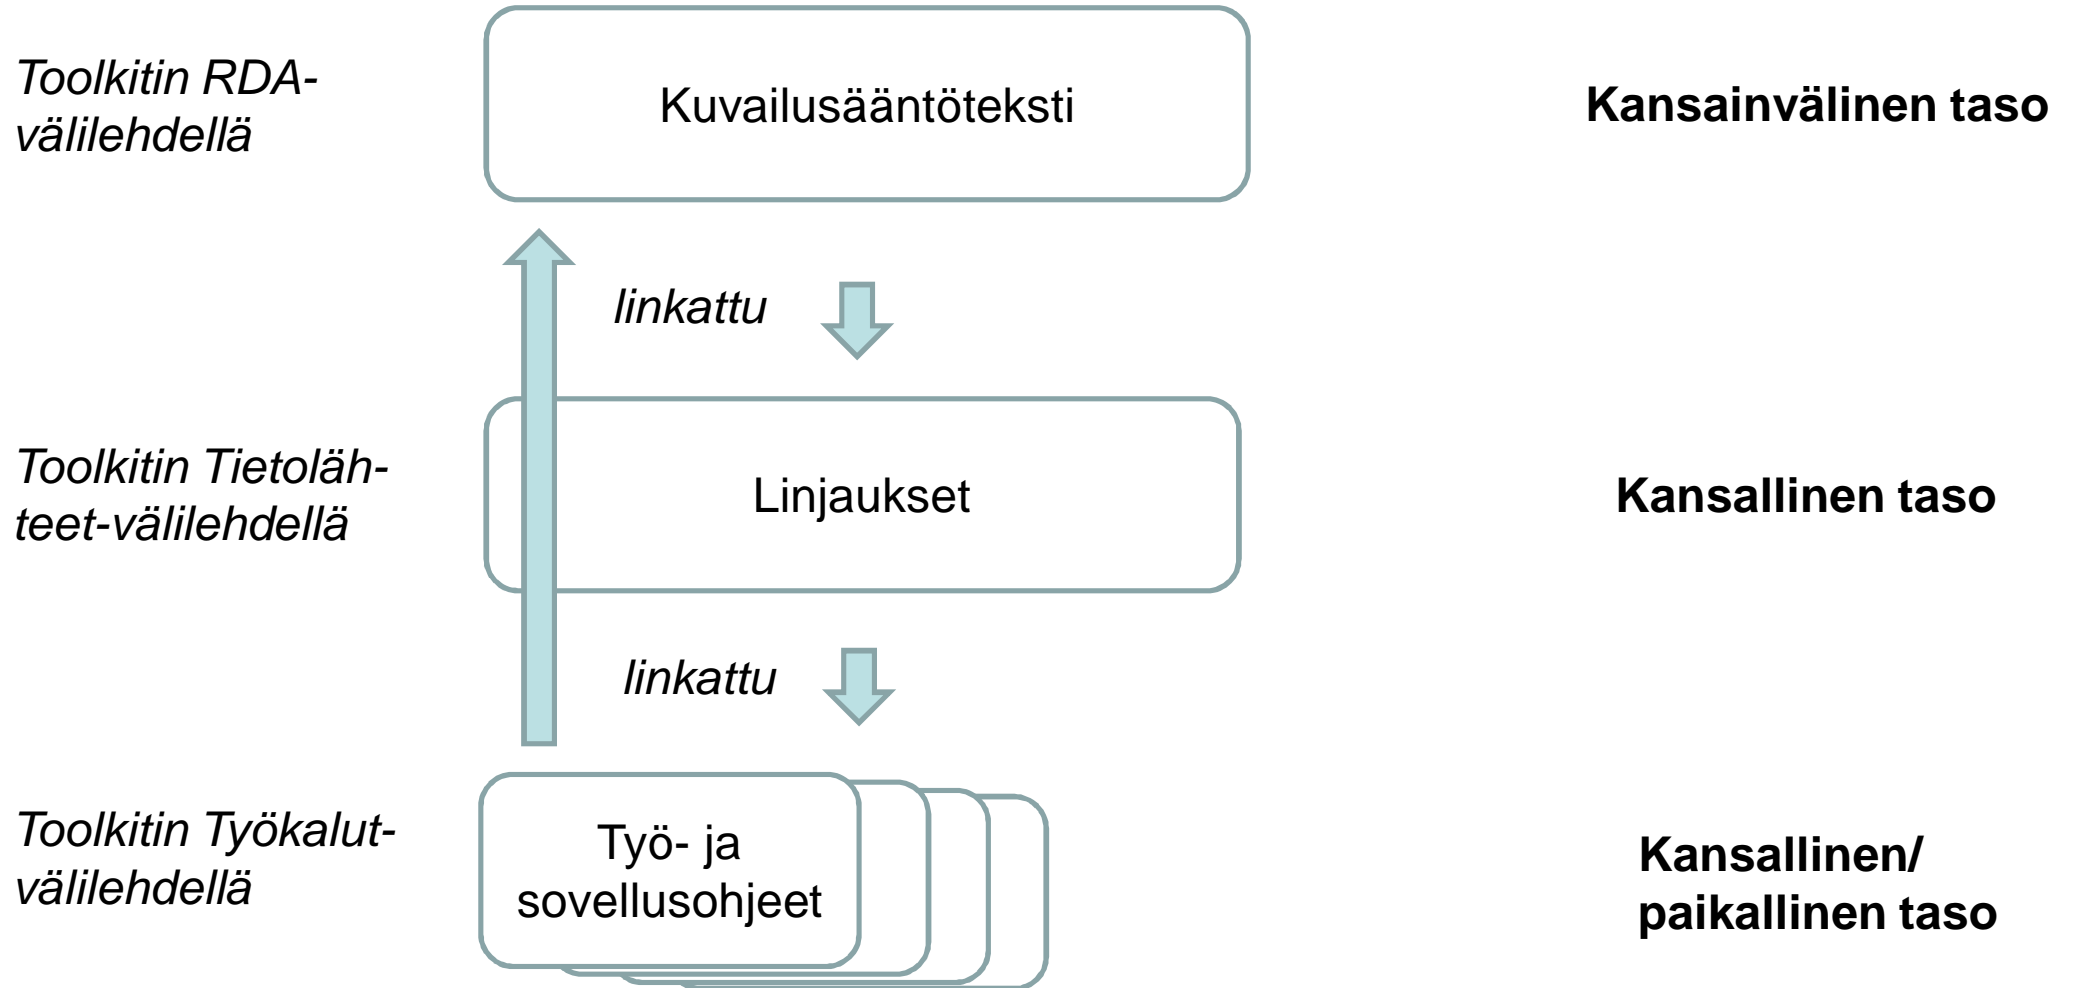 Toolkitin RDA-
välilehdellä
Kuvailusääntöteksti
Kansainvälinen taso
linkattu
Toolkitin Tietoläh-
teet-välilehdellä
Linjaukset
Kansallinen taso
linkattu
Toolkitin Työkalut-
välilehdellä
Työ- ja
sovellusohjeet
Kansallinen/
paikallinen taso